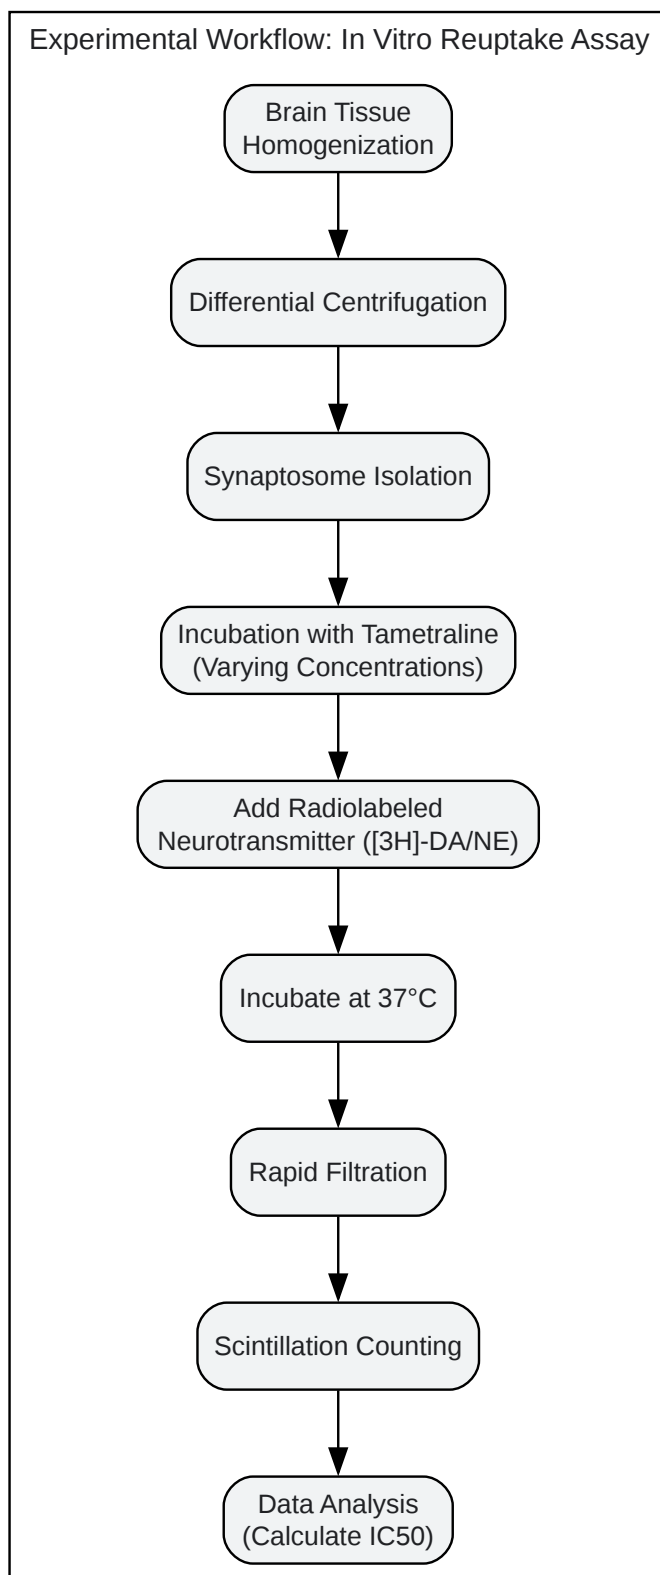 Experimental Workflow: In Vitro Reuptake Assay
Brain Tissue
Homogenization
Differential Centrifugation
Synaptosome Isolation
Incubation with Tametraline
(Varying Concentrations)
Add Radiolabeled
Neurotransmitter ([3H]-DA/NE)
Incubate at 37°C
Rapid Filtration
Scintillation Counting
Data Analysis
(Calculate IC50)